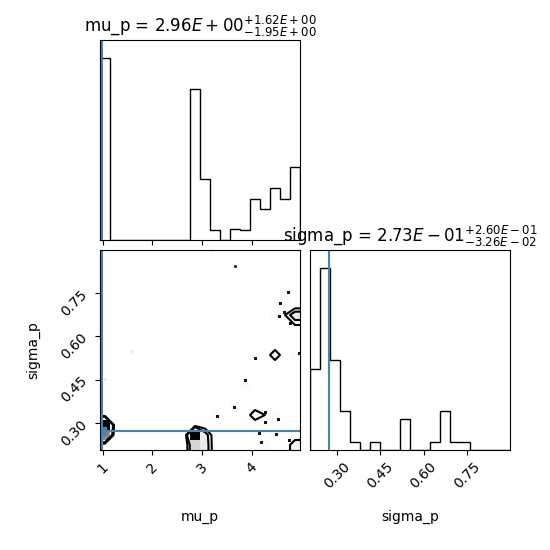 mu_p = 2.96E + 00+1.62E+00
−1.95E+00
sigma_p = 2.73E − 01+2.60E−01
−3.26E−02
sigma_p
0.75
0.60
0.45
0.30
1 2 3 4
0.30 0.45 0.60 0.75
mu_p
sigma_p